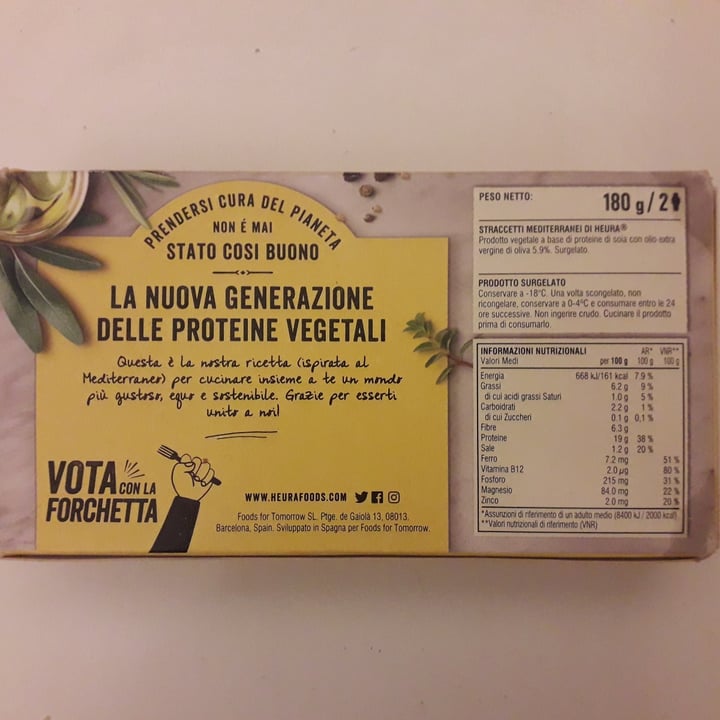 PRENDERSI CURA DEL PIANETA
NON É MAI
STATO COSI BUONO
LA NUOVA GENERAZIONE
DELLE PROTEINE VEGETALI
Questa è la nostra ricetta (ispirata al
Mediterraneo) per cucinare insieme a te un mondo
più gustoso, equo e sostenibile. Grazie per esserti
unito a noi!
VOTA CON LA
FORCHETTA
WWW.HEURAFOODS.COM
Foods for Tomorrow SL. Ptge. de Gaiolà 13, 08013.
Barcelona, Spain. Sviluppato in Spagna per Foods for Tomorrow.
PESO NETTO: 180 g / 2
STRACCETTI MEDITERRANEI DI HEURA®
Prodotto vegetale a base di proteine di soia con olio extra
vergine di oliva 5.9%. Surgelato.
PRODOTTO SURGELATO
Conservare a -18°C. Una volta scongelato, non
ricongelare, conservare a 0-4°C e consumare entro le 24
ore successive. Non ingerire crudo. Cucinare il prodotto
prima di consumarlo.
INFORMAZIONI NUTRIZIONALI AR* VNR**
Valori Medi per 100 g 100 g 100 g
Energia 668 kJ/161 kcal 7.9 %
Grassi 6.2 g 9 %
di cui acidi grassi Saturi 1.0 g 5 %
Carboidrati 2.2 g 1 %
di cui Zuccheri 0.1 g 0,1 %
Fibre 6.3 g
Proteine 19 g 38 %
Sale 1.2 g 20 %
Ferro 7.2 mg 51 %
Vitamina B12 2.0 µg 80 %
Fosforo 215 mg 31 %
Magnesio 84.0 mg 22 %
Zinco 2.0 mg 20 %
*Assunzioni di riferimento di un adulto medio (8400 kJ / 2000 kcal)
**Valori nutrizionali di riferimento (VNR)